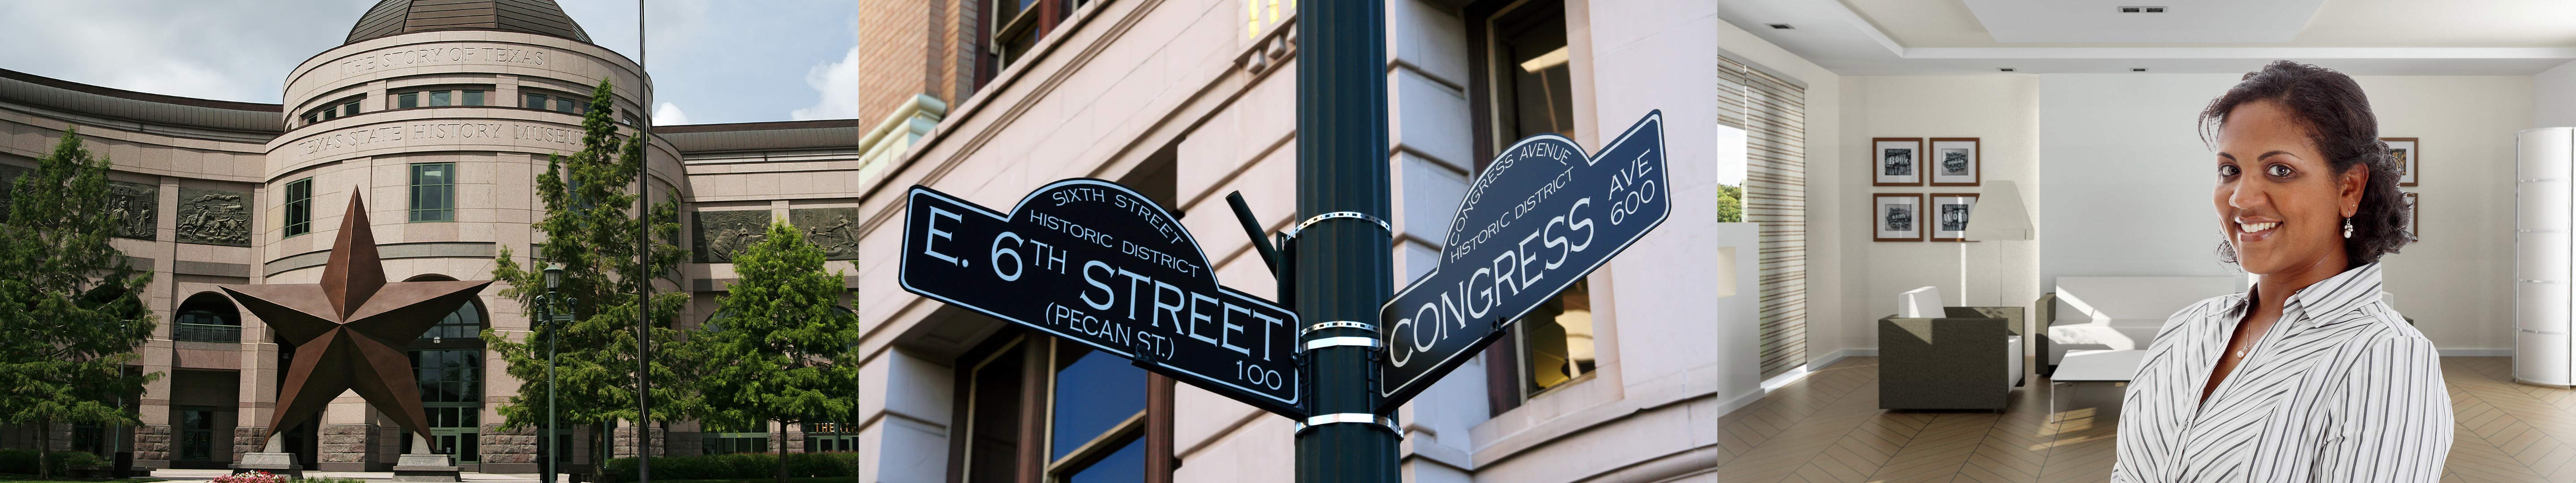 THE STORY OF TEXAS
TEXAS STATE HISTORY MUSEUM
SIXTH STREET
HISTORIC DISTRICT
E. 6TH STREET
(PECAN ST.)
100
CONGRESS AVENUE
HISTORIC DISTRICT
CONGRESS AVE
600